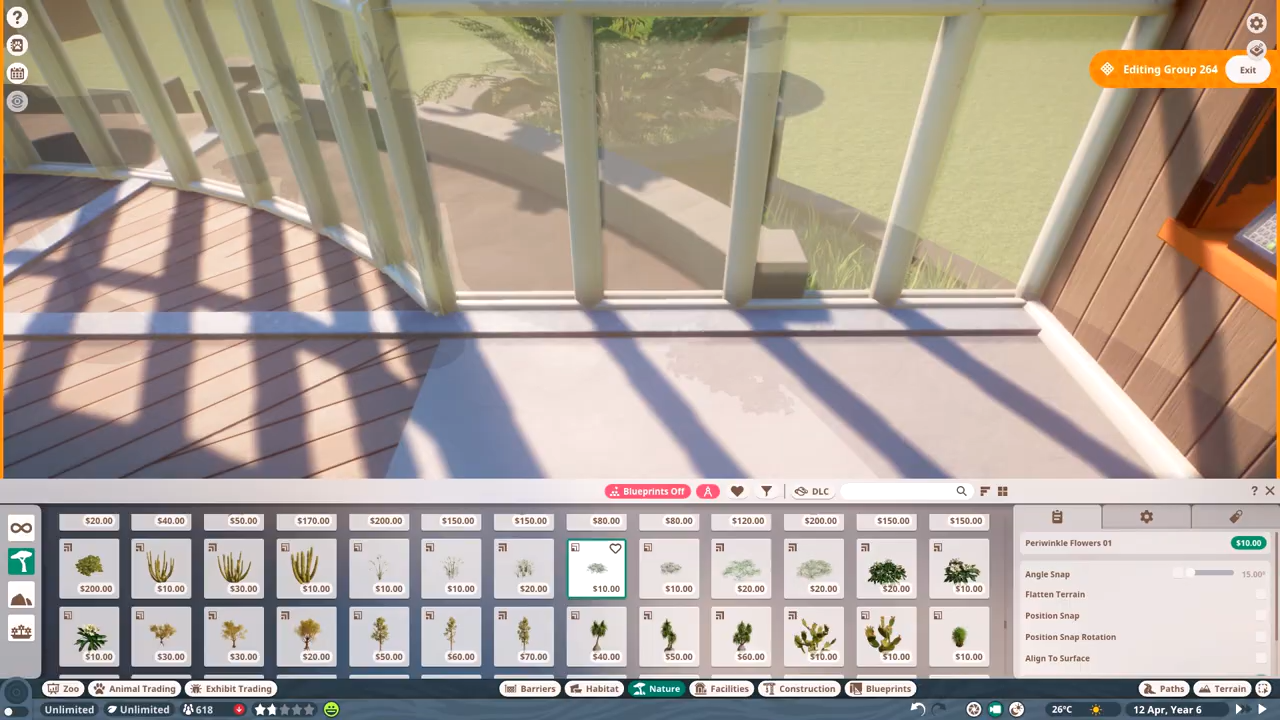 ?
Editing Group 264 Exit
Blueprints Off DLC ?
$20.00 $40.00 $50.00 $170.00 $200.00 $150.00 $150.00 $80.00 $80.00 $120.00 $200.00 $150.00 $150.00
$200.00 $10.00 $30.00 $10.00 $10.00 $10.00 $20.00 $10.00 $10.00 $20.00 $20.00 $20.00 $10.00
$10.00 $30.00 $30.00 $20.00 $50.00 $60.00 $70.00 $40.00 $50.00 $60.00 $10.00 $10.00 $10.00
Periwinkle Flowers 01 $10.00
Angle Snap 15.00°
Flatten Terrain
Position Snap
Position Snap Rotation
Align To Surface
Zoo Animal Trading Exhibit Trading Barriers Habitat Nature Facilities Construction Blueprints Paths Terrain
Unlimited Unlimited 618 26°C 12 Apr, Year 6